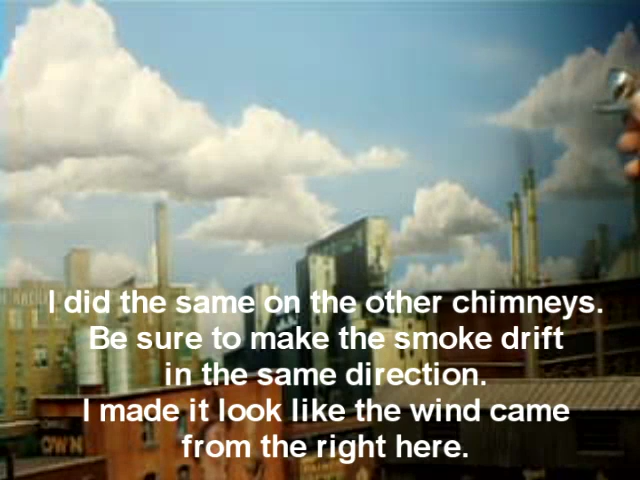 I did the same on the other chimneys.
Be sure to make the smoke drift
in the same direction.
I made it look like the wind came
from the right here.
OWN